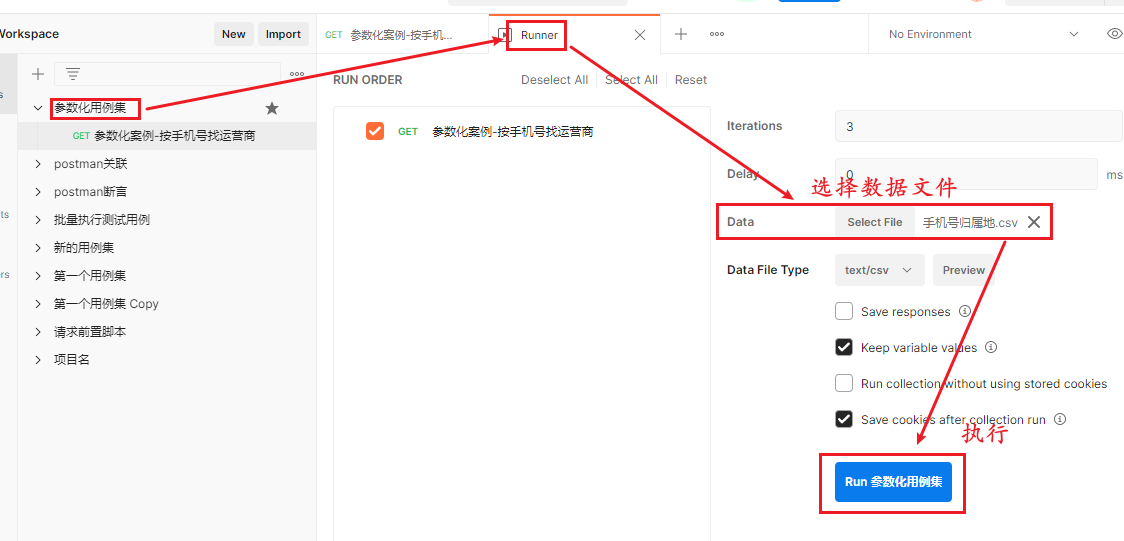 Workspace
New
Import
GET 参数化案例-按手机...
Runner
No Environment
参数化用例集
GET 参数化案例-按手机号找运营商
postman关联
postman断言
批量执行测试用例
新的用例集
第一个用例集
第一个用例集 Copy
请求前置脚本
项目名
RUN ORDER
Deselect All
Select All
Reset
GET 参数化案例-按手机号找运营商
Iterations
3
Delay
0
ms
选择数据文件
Data
Select File
手机号归属地.csv
Data File Type
text/csv
Preview
Save responses
Keep variable values
Run collection without using stored cookies
Save cookies after collection run
执行
Run 参数化用例集